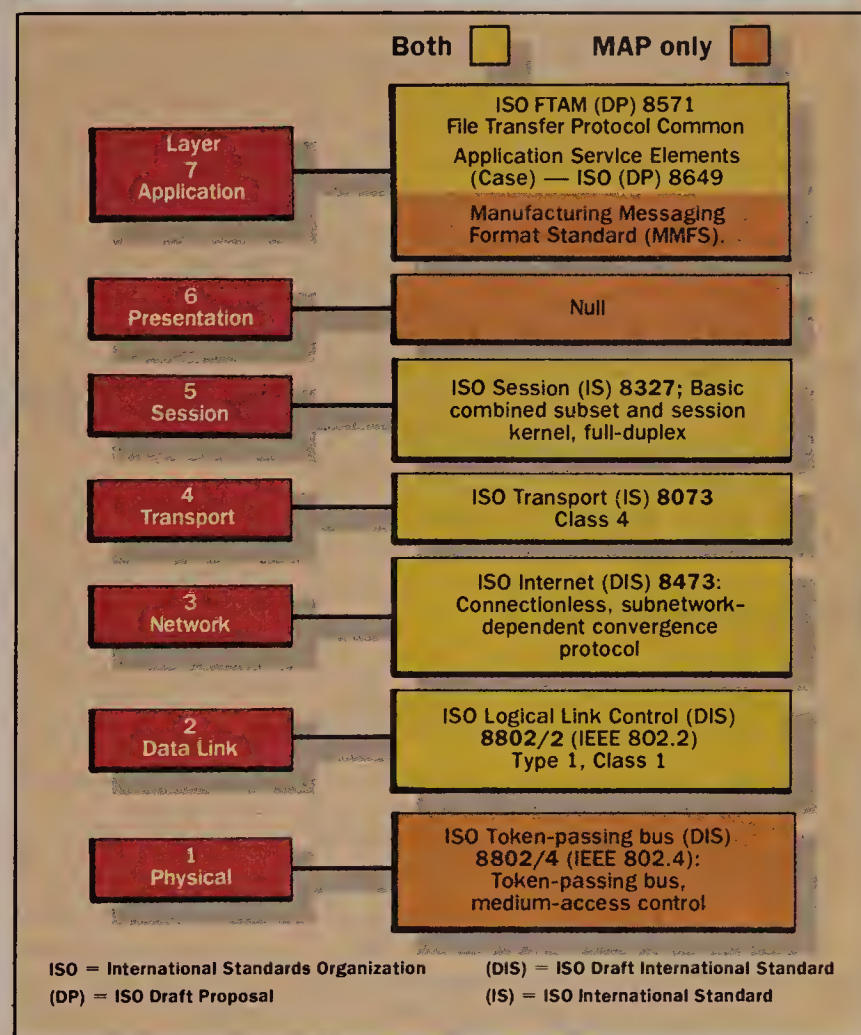 Both
MAP only
Layer
7
Application
ISO FTAM (DP) 8571
File Transfer Protocol Common
Application Service Elements
(Case) — ISO (DP) 8649
Manufacturing Messaging
Format Standard (MMFS).
6
Presentation
Null
5
Session
ISO Session (IS) 8327; Basic
combined subset and session
kernel, full-duplex
4
Transport
ISO Transport (IS) 8073
Class 4
3
Network
ISO Internet (DIS) 8473:
Connectionless, subnetwork-
dependent convergence
protocol
2
Data Link
ISO Logical Link Control (DIS)
8802/2 (IEEE 802.2)
Type 1, Class 1
1
Physical
ISO Token-passing bus (DIS)
8802/4 (IEEE 802.4):
Token-passing bus,
medium-access control
ISO = International Standards Organization
(DIS) = ISO Draft International Standard
(DP) = ISO Draft Proposal
(IS) = ISO International Standard